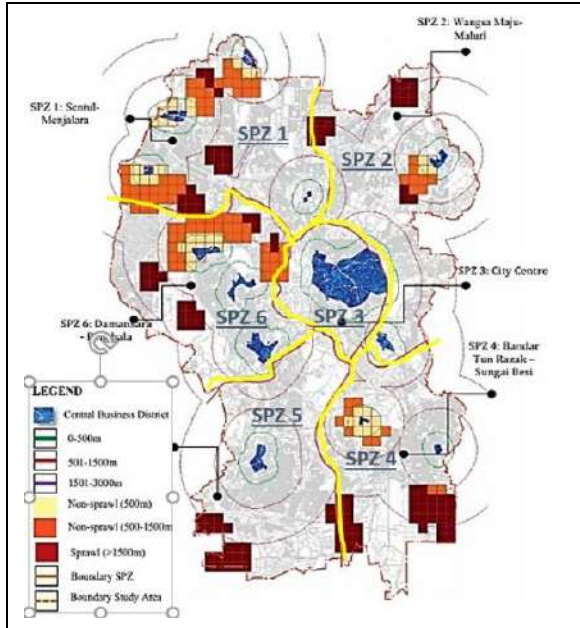 SPZ 2: Wangsa Maju-
Maluri
SPZ 1: Sentul-
Menjalara
SPZ 1
SPZ 2
SPZ 3: City Centre
SPZ 3
SPZ 6
SPZ 6: Damansara
- Penchala
SPZ 4: Bandar
Tun Razak –
Sungai Besi
SPZ 5
SPZ 4
LEGEND
Central Business District
0-500m
501-1500m
1501-3000m
Non-sprawl (500m)
Non-sprawl (500-1500m
Sprawl (>1500m)
Boundary SPZ
Boundary Study Area